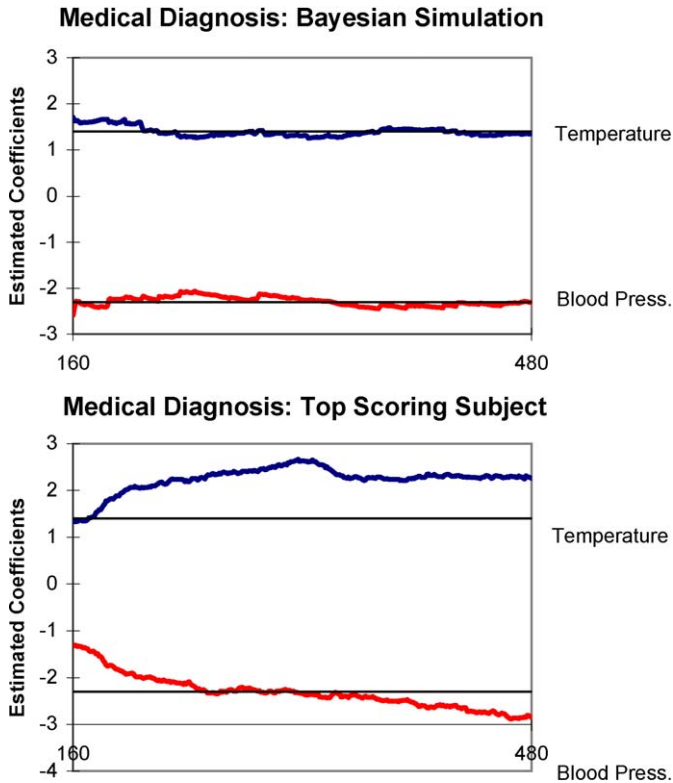 Medical Diagnosis: Bayesian Simulation
Estimated Coefficients
3
2
1
0
-1
-2
-3
160
480
Temperature
Blood Press.
Medical Diagnosis: Top Scoring Subject
Estimated Coefficients
3
2
1
0
-1
-2
-3
-4
160
480
Temperature
Blood Press.